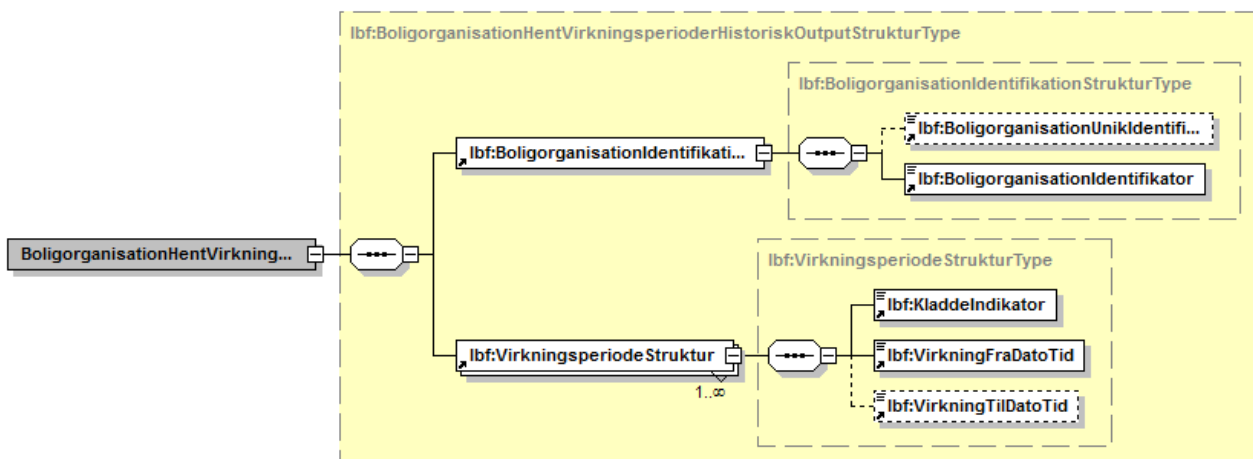 lbf:BoligorganisationHentVirkningsperioderHistoriskOutputStrukturType
lbf:BoligorganisationIdentifikationStrukturType
lbf:BoligorganisationUnikIdentifi...
lbf:BoligorganisationIdentifikati...
lbf:BoligorganisationIdentifikator
BoligorganisationHentVirkning...
lbf:VirkningsperiodeStrukturType
lbf:KladdeIndikator
lbf:VirkningsperiodeStruktur
lbf:VirkningFraDatoTid
1..∞
lbf:VirkningTilDatoTid